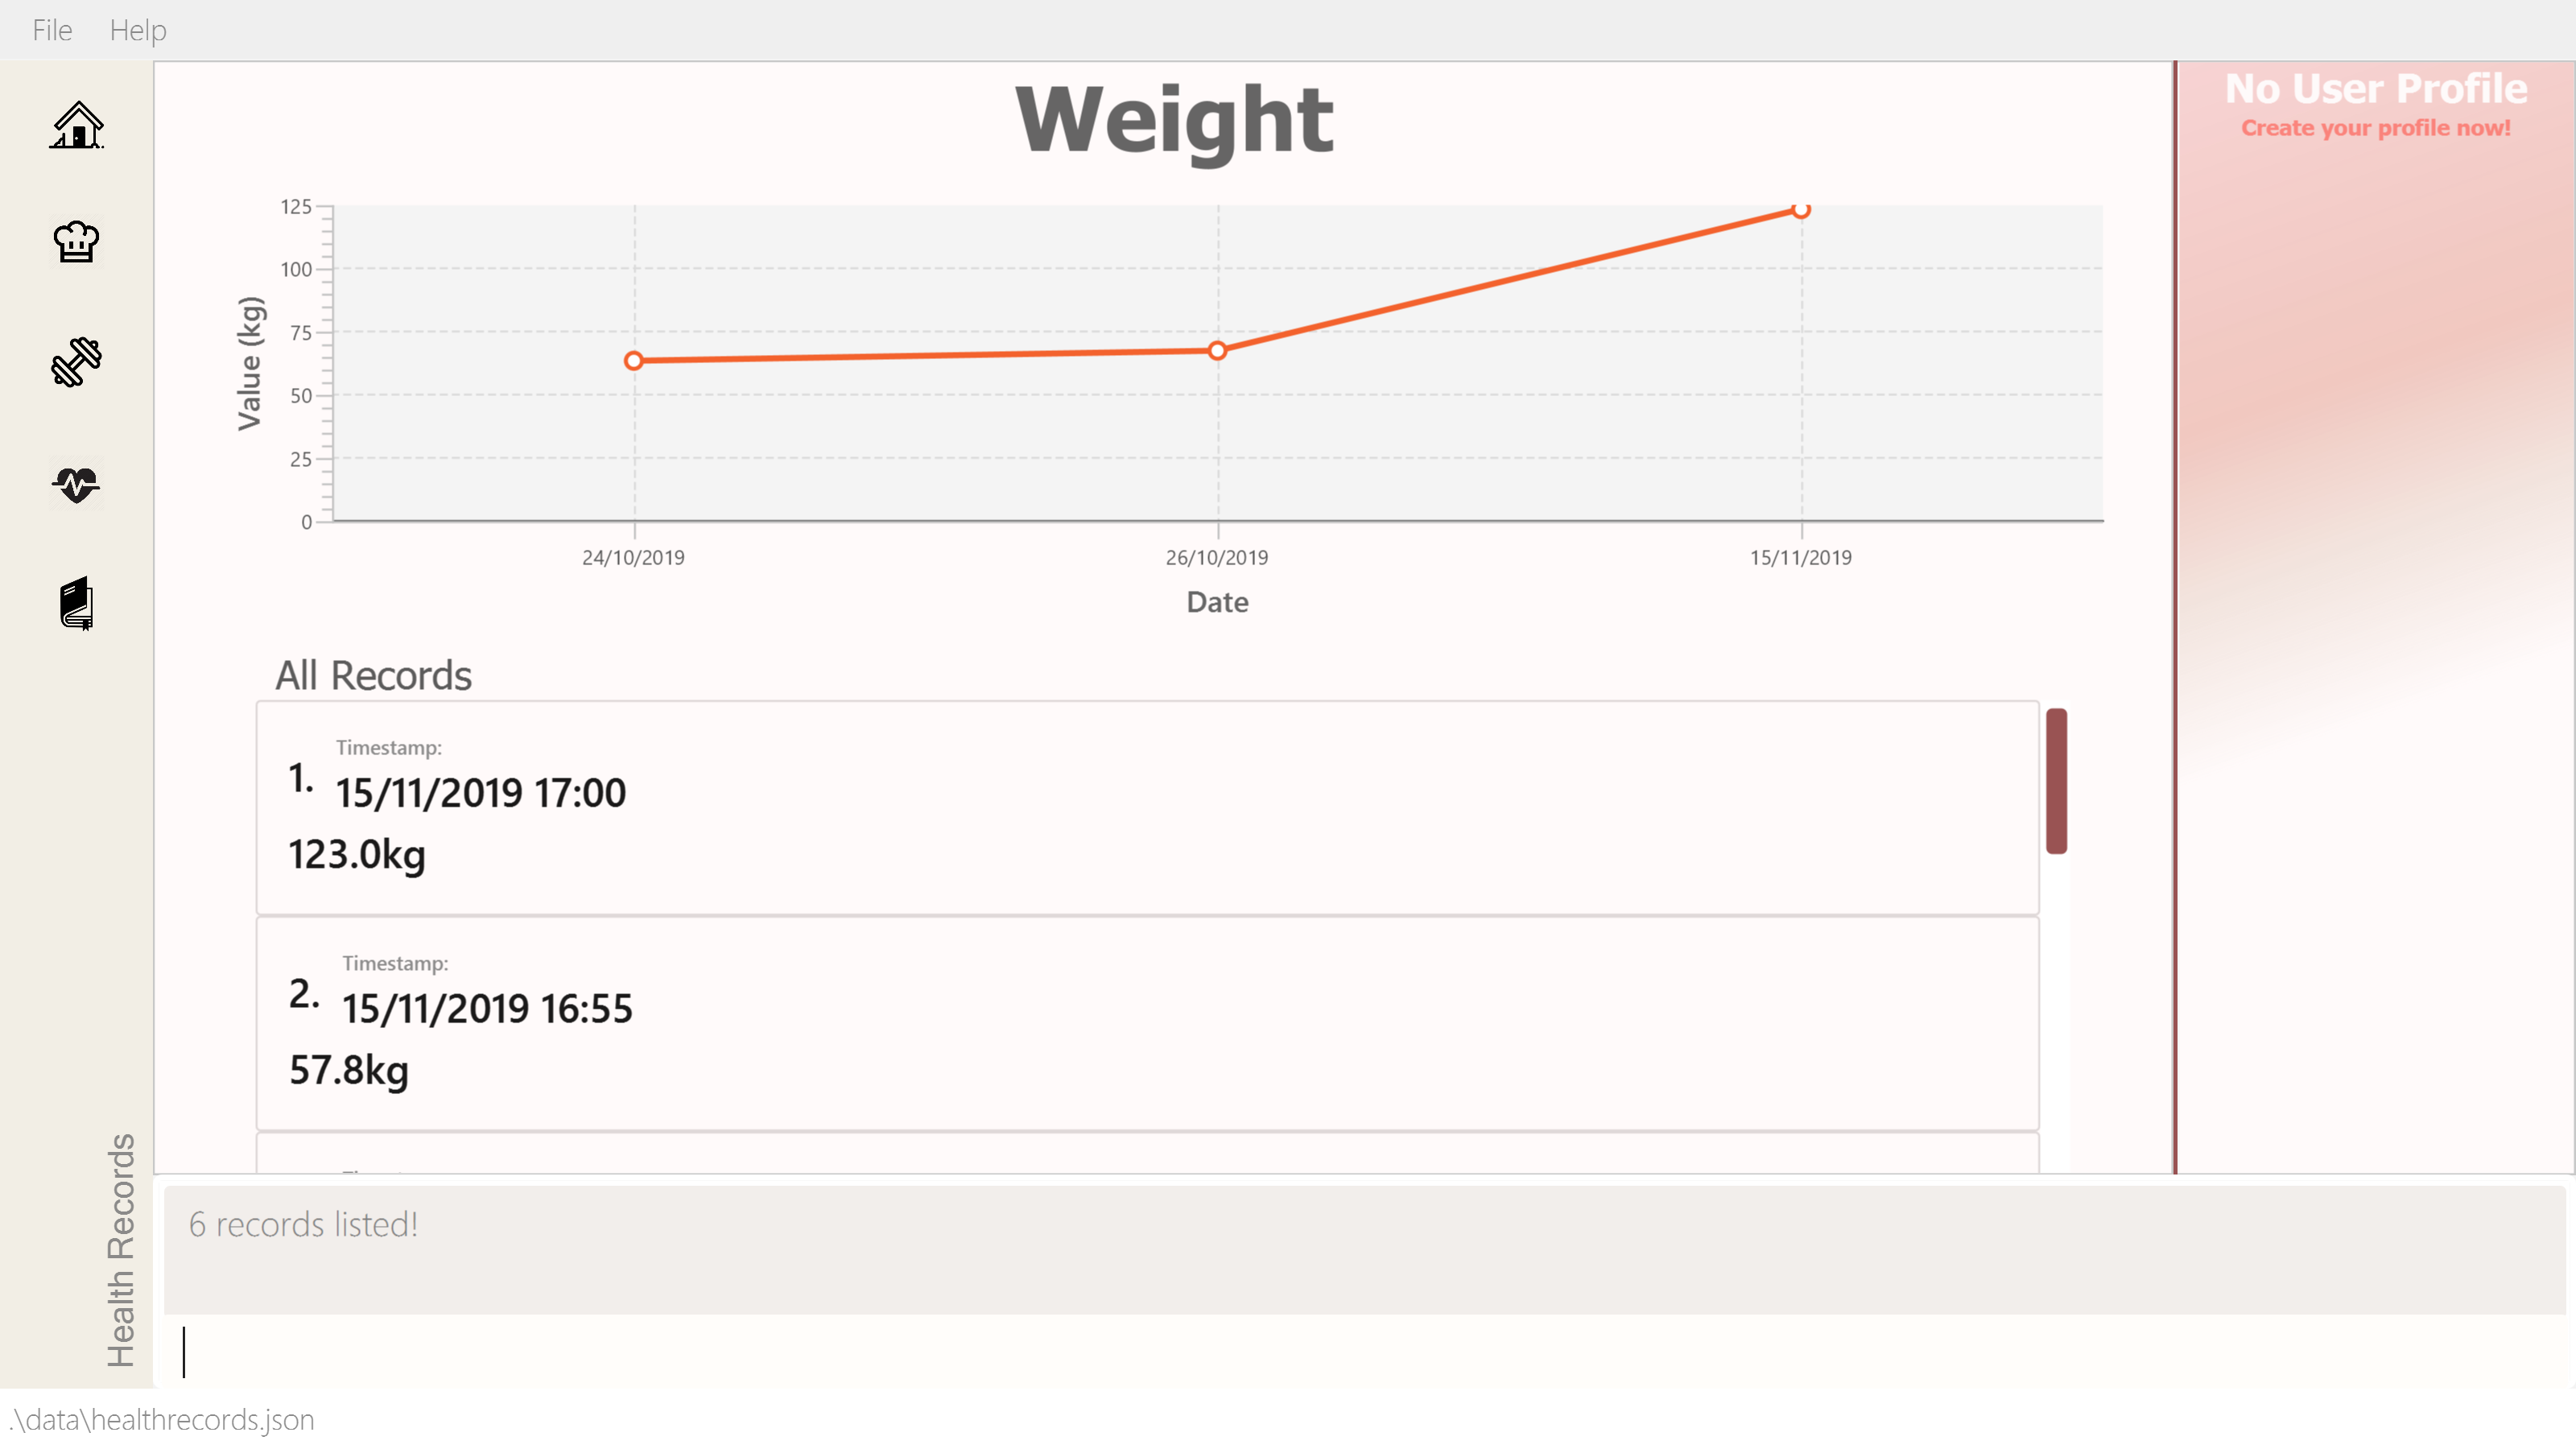 File Help
Weight
Value (kg)
125
100
75
50
25
0
24/10/2019 26/10/2019 15/11/2019
Date
All Records
Timestamp:
1. 15/11/2019 17:00
123.0kg
Timestamp:
2. 15/11/2019 16:55
57.8kg
No User Profile
Create your profile now!
Health Records
6 records listed!
.\data\healthrecords.json